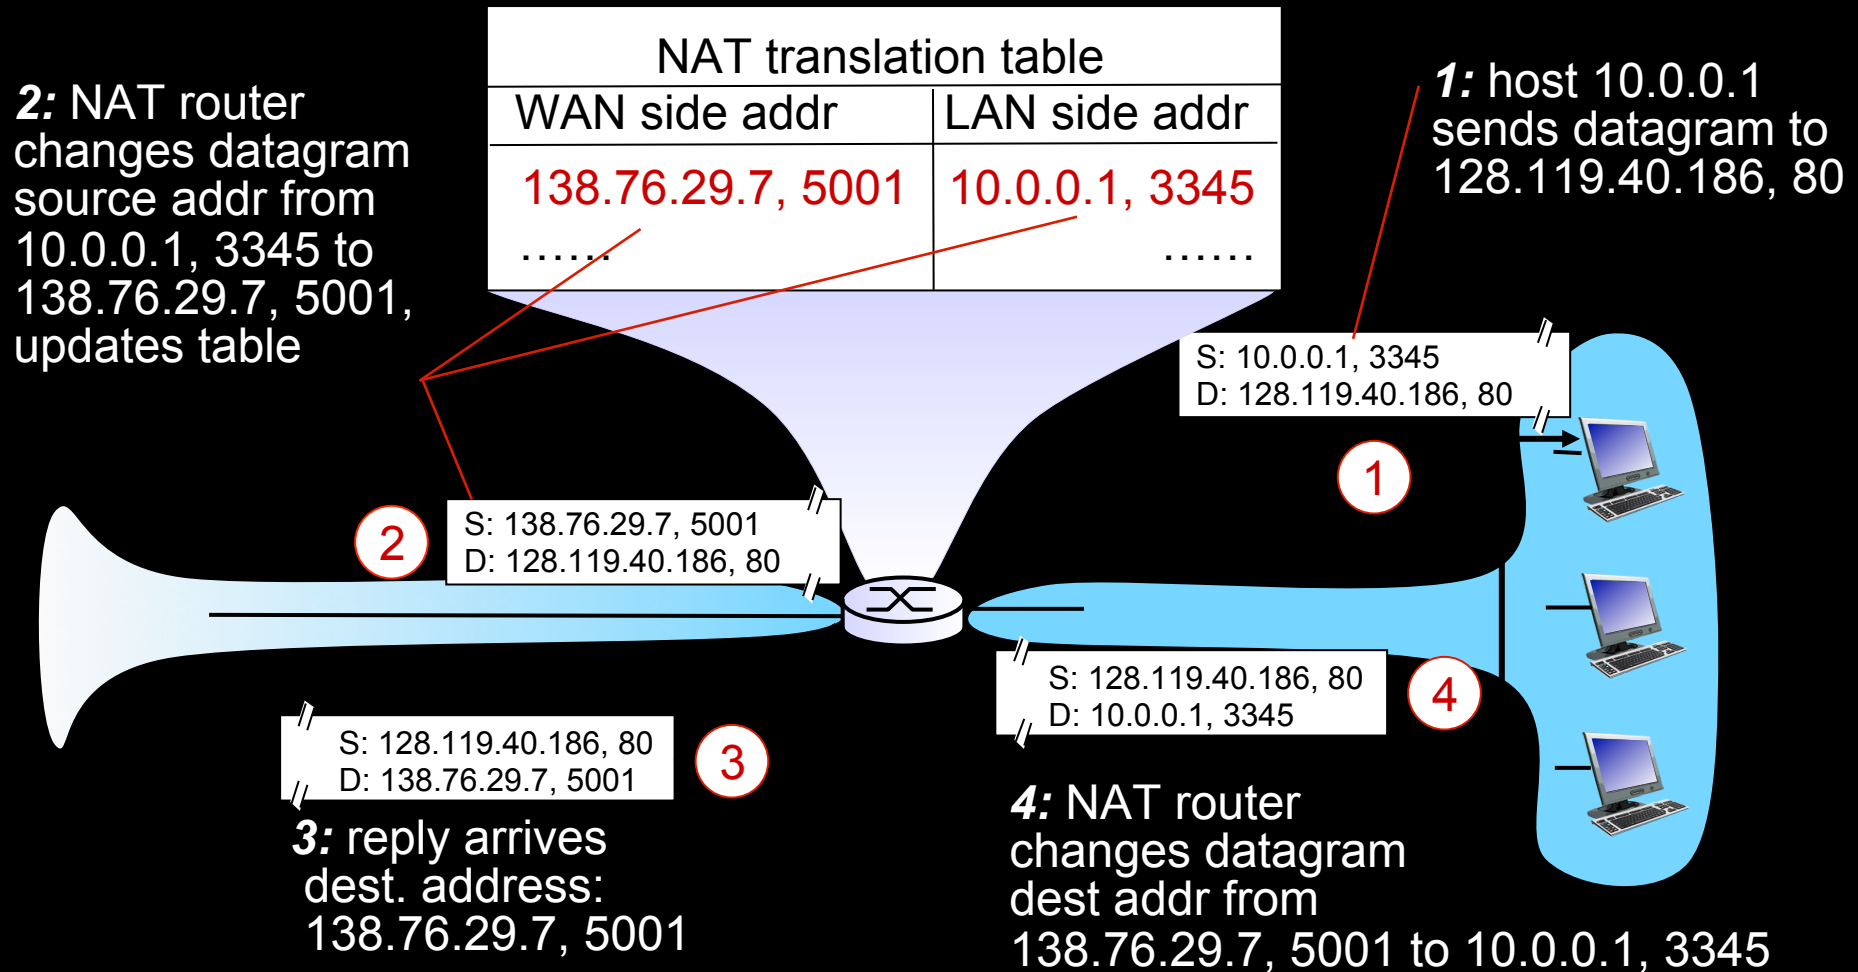 NAT translation table
WAN side addr
LAN side addr
138.76.29.7, 5001
10.0.0.1, 3345
......
......
2: NAT router
changes datagram
source addr from
10.0.0.1, 3345 to
138.76.29.7, 5001,
updates table
1: host 10.0.0.1
sends datagram to
128.119.40.186, 80
S: 10.0.0.1, 3345
D: 128.119.40.186, 80
1
2
S: 138.76.29.7, 5001
D: 128.119.40.186, 80
S: 128.119.40.186, 80
D: 10.0.0.1, 3345
4
S: 128.119.40.186, 80
D: 138.76.29.7, 5001
3
3: reply arrives
dest. address:
138.76.29.7, 5001
4: NAT router
changes datagram
dest addr from
138.76.29.7, 5001 to 10.0.0.1, 3345